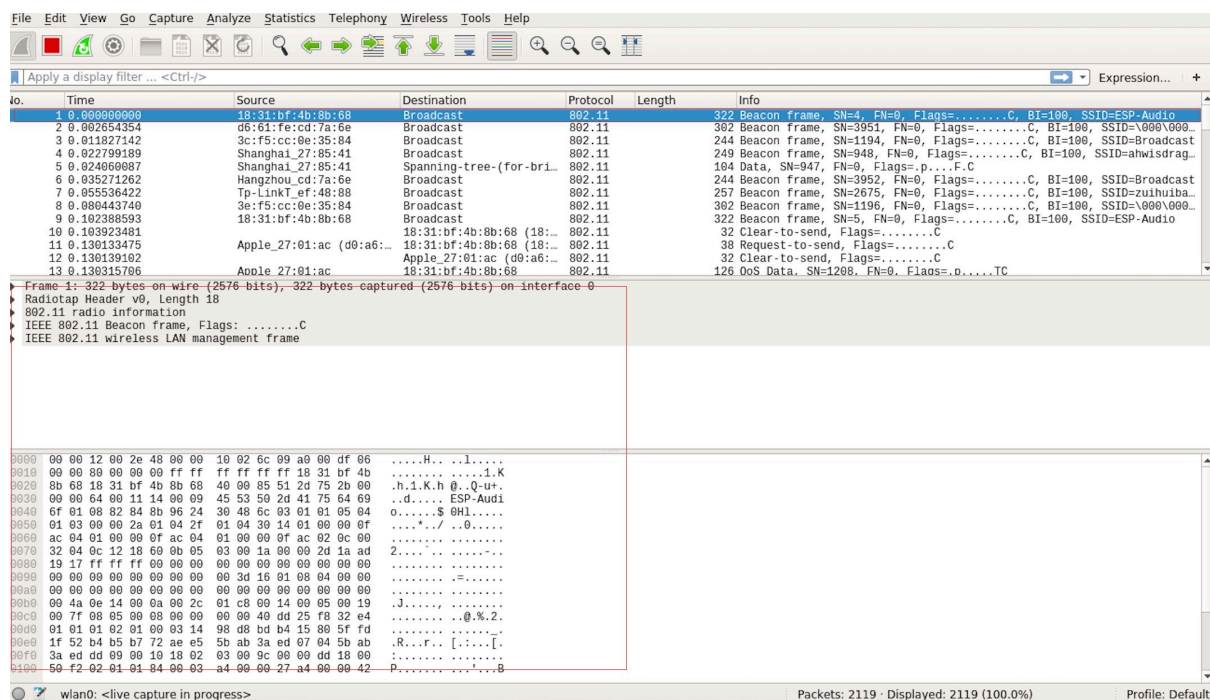 File Edit View Go Capture Analyze Statistics Telephony Wireless Tools Help
Apply a display filter ... <Ctrl-/> Expression... +
No. Time Source Destination Protocol Length Info
1 0.000000000 18:31:bf:4b:8b:68 Broadcast 802.11 322 Beacon frame, SN=4, FN=0, Flags=........C, BI=100, SSID=ESP-Audio
2 0.002654354 d6:61:fe:cd:7a:6e Broadcast 802.11 302 Beacon frame, SN=3951, FN=0, Flags=........C, BI=100, SSID=\000\000…
3 0.011827142 3c:f5:cc:0e:35:84 Broadcast 802.11 244 Beacon frame, SN=1194, FN=0, Flags=........C, BI=100, SSID=Broadcast
4 0.022799189 Shanghai_27:85:41 Broadcast 802.11 249 Beacon frame, SN=948, FN=0, Flags=........C, BI=100, SSID=ahwisdrag…
5 0.024060087 Shanghai_27:85:41 Spanning-tree-(for-bri… 802.11 104 Data, SN=947, FN=0, Flags=.p....F.C
6 0.035271262 Hangzhou_cd:7a:6e Broadcast 802.11 244 Beacon frame, SN=3952, FN=0, Flags=........C, BI=100, SSID=Broadcast
7 0.055536422 Tp-LinkT_ef:48:88 Broadcast 802.11 257 Beacon frame, SN=2675, FN=0, Flags=........C, BI=100, SSID=zuihuiba…
8 0.080443740 3e:f5:cc:0e:35:84 Broadcast 802.11 302 Beacon frame, SN=1196, FN=0, Flags=........C, BI=100, SSID=\000\000…
9 0.102388593 18:31:bf:4b:8b:68 Broadcast 802.11 322 Beacon frame, SN=5, FN=0, Flags=........C, BI=100, SSID=ESP-Audio
10 0.103923481 18:31:bf:4b:8b:68 (18:… 802.11 32 Clear-to-send, Flags=........C
11 0.130133475 Apple_27:01:ac (d0:a6:… 18:31:bf:4b:8b:68 (18:… 802.11 38 Request-to-send, Flags=........C
12 0.130139102 Apple_27:01:ac (d0:a6:… 802.11 32 Clear-to-send, Flags=........C
13 0.130315706 Apple_27:01:ac 18:31:bf:4b:8b:68 802.11 126 QoS Data, SN=1208, FN=0, Flags=.p.....TC
Frame 1: 322 bytes on wire (2576 bits), 322 bytes captured (2576 bits) on interface 0
Radiotap Header v0, Length 18
802.11 radio information
IEEE 802.11 Beacon frame, Flags: ........C
IEEE 802.11 wireless LAN management frame
0000 00 00 12 00 2e 48 00 00 10 02 6c 09 a0 00 df 06 .....H.. ..l.....
0010 00 00 80 00 00 00 ff ff ff ff ff ff 18 31 bf 4b ........ .....1.K
0020 8b 68 18 31 bf 4b 8b 68 40 00 85 51 2d 75 2b 00 .h.1.K.h @..Q-u+.
0030 00 00 64 00 11 14 00 09 45 53 50 2d 41 75 64 69 ..d..... ESP-Audi
0040 6f 01 08 82 84 8b 96 24 30 48 6c 03 01 01 05 04 o......$ 0Hl.....
0050 01 03 00 00 2a 01 04 2f 01 04 30 14 01 00 00 0f ....*../ ..0.....
0060 ac 04 01 00 00 0f ac 04 01 00 00 0f ac 02 0c 00 ........ ........
0070 32 04 0c 12 18 60 0b 05 03 00 1a 00 00 2d 1a ad 2....`.. .....-..
0080 19 17 ff ff ff 00 00 00 00 00 00 00 00 00 00 00 ........ ........
0090 00 00 00 00 00 00 00 00 00 3d 16 01 08 04 00 00 ........ .=......
00a0 00 00 00 00 00 00 00 00 00 00 00 00 00 00 00 00 ........ ........
00b0 00 4a 0e 14 00 0a 00 2c 01 c8 00 14 00 05 00 19 .J....., ........
00c0 00 7f 08 05 00 08 00 00 00 00 40 dd 25 f8 32 e4 ........ ..@.%.2.
00d0 01 01 01 02 01 00 03 14 98 d8 bd b4 15 80 5f fd ........ ......_.
00e0 1f 52 b4 b5 b7 72 ae e5 5b ab 3a ed 07 04 5b ab .R...r.. [.:...[.
00f0 3a ed dd 09 00 10 18 02 03 00 9c 00 00 dd 18 00 :....... ........
0100 50 f2 02 01 01 84 00 03 a4 00 00 27 a4 00 00 42 P....... ...'...B
wlan0: <live capture in progress> Packets: 2119 · Displayed: 2119 (100.0%) Profile: Default